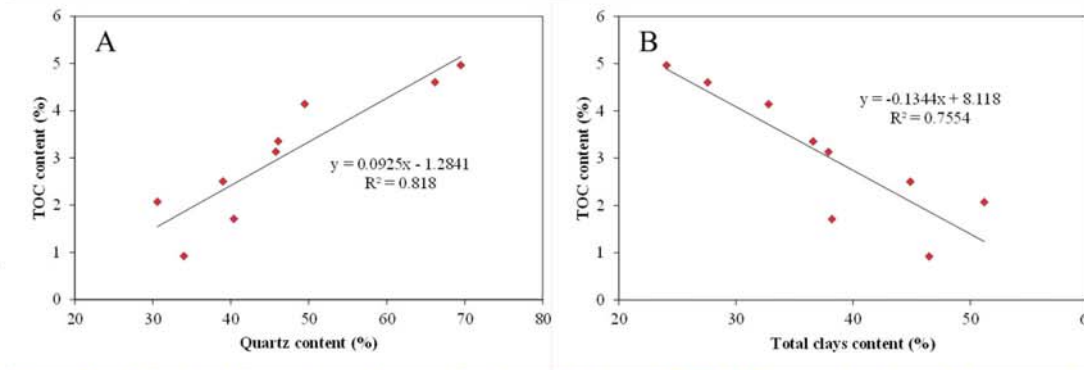 A
TOC content (%)
6
5
4
3
2
1
0
y = 0.0925x - 1.2841
R² = 0.818
20 30 40 50 60 70 80
Quartz content (%)
B
TOC content (%)
6
5
4
3
2
1
0
y = -0.1344x + 8.118
R² = 0.7554
20 30 40 50
Total clays content (%)